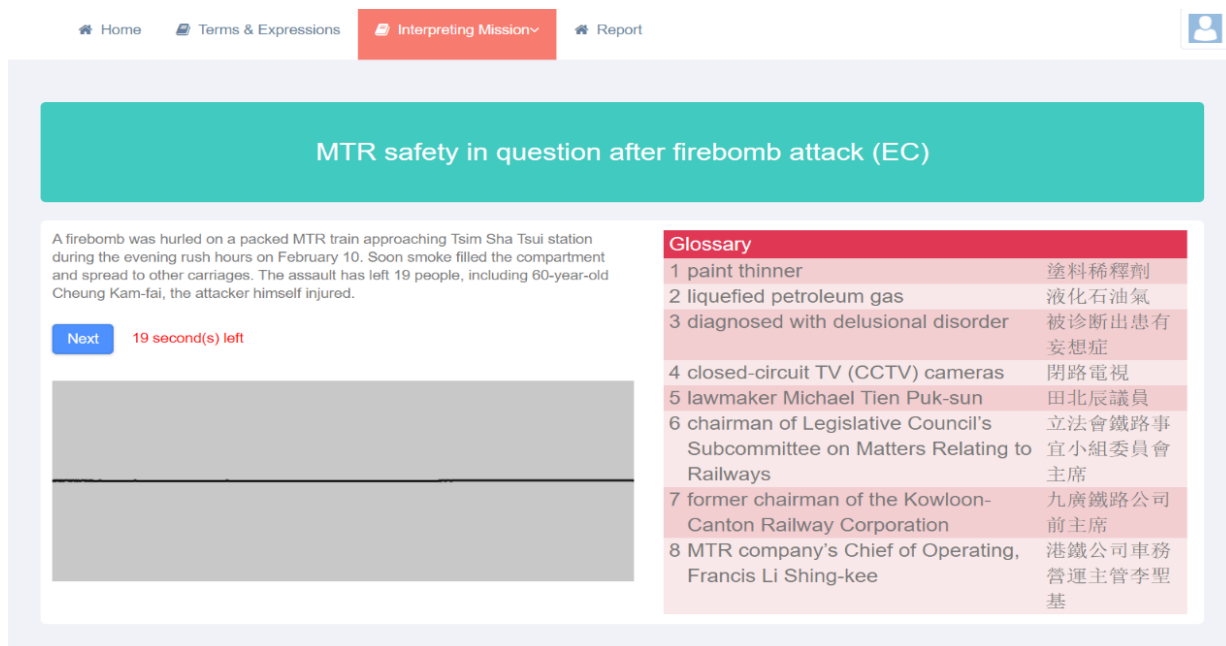 Home Terms & Expressions Interpreting Mission Report
MTR safety in question after firebomb attack (EC)
A firebomb was hurled on a packed MTR train approaching Tsim Sha Tsui station
during the evening rush hours on February 10. Soon smoke filled the compartment
and spread to other carriages. The assault has left 19 people, including 60-year-old
Cheung Kam-fai, the attacker himself injured.
Next 19 second(s) left
Glossary
1 paint thinner 塗料稀釋劑
2 liquefied petroleum gas 液化石油氣
3 diagnosed with delusional disorder 被诊断出患有
妄想症
4 closed-circuit TV (CCTV) cameras 閉路電視
5 lawmaker Michael Tien Puk-sun 田北辰議員
6 chairman of Legislative Council's 立法會鐵路事
Subcommittee on Matters Relating to 宜小組委員會
Railways 主席
7 former chairman of the Kowloon- 九廣鐵路公司
Canton Railway Corporation 前主席
8 MTR company's Chief of Operating, 港鐵公司車務
Francis Li Shing-kee 營運主管李聖
基